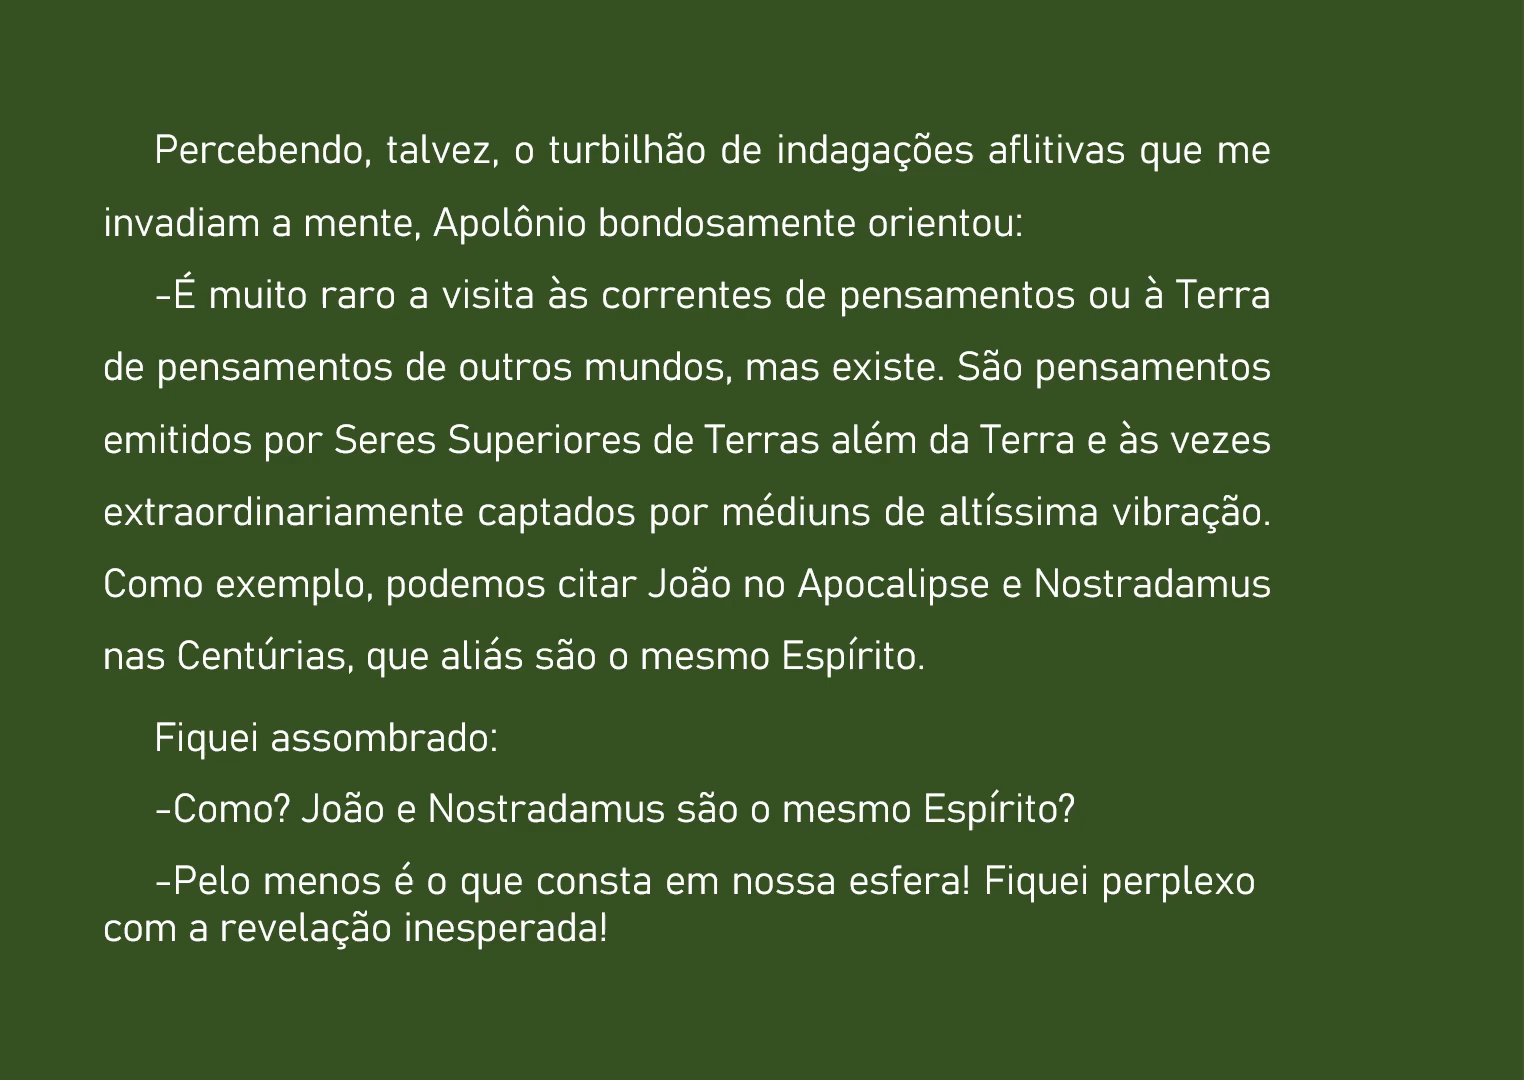 Percebendo, talvez, o turbilhão de indagações aflitivas que me
invadiam a mente, Apolônio bondosamente orientou:
-É muito raro a visita às correntes de pensamentos ou à Terra
de pensamentos de outros mundos, mas existe. São pensamentos
emitidos por Seres Superiores de Terras além da Terra e às vezes
extraordinariamente captados por médiuns de altíssima vibração.
Como exemplo, podemos citar João no Apocalipse e Nostradamus
nas Centúrias, que aliás são o mesmo Espírito.
Fiquei assombrado:
-Como? João e Nostradamus são o mesmo Espírito?
-Pelo menos é o que consta em nossa esfera! Fiquei perplexo
com a revelação inesperada!